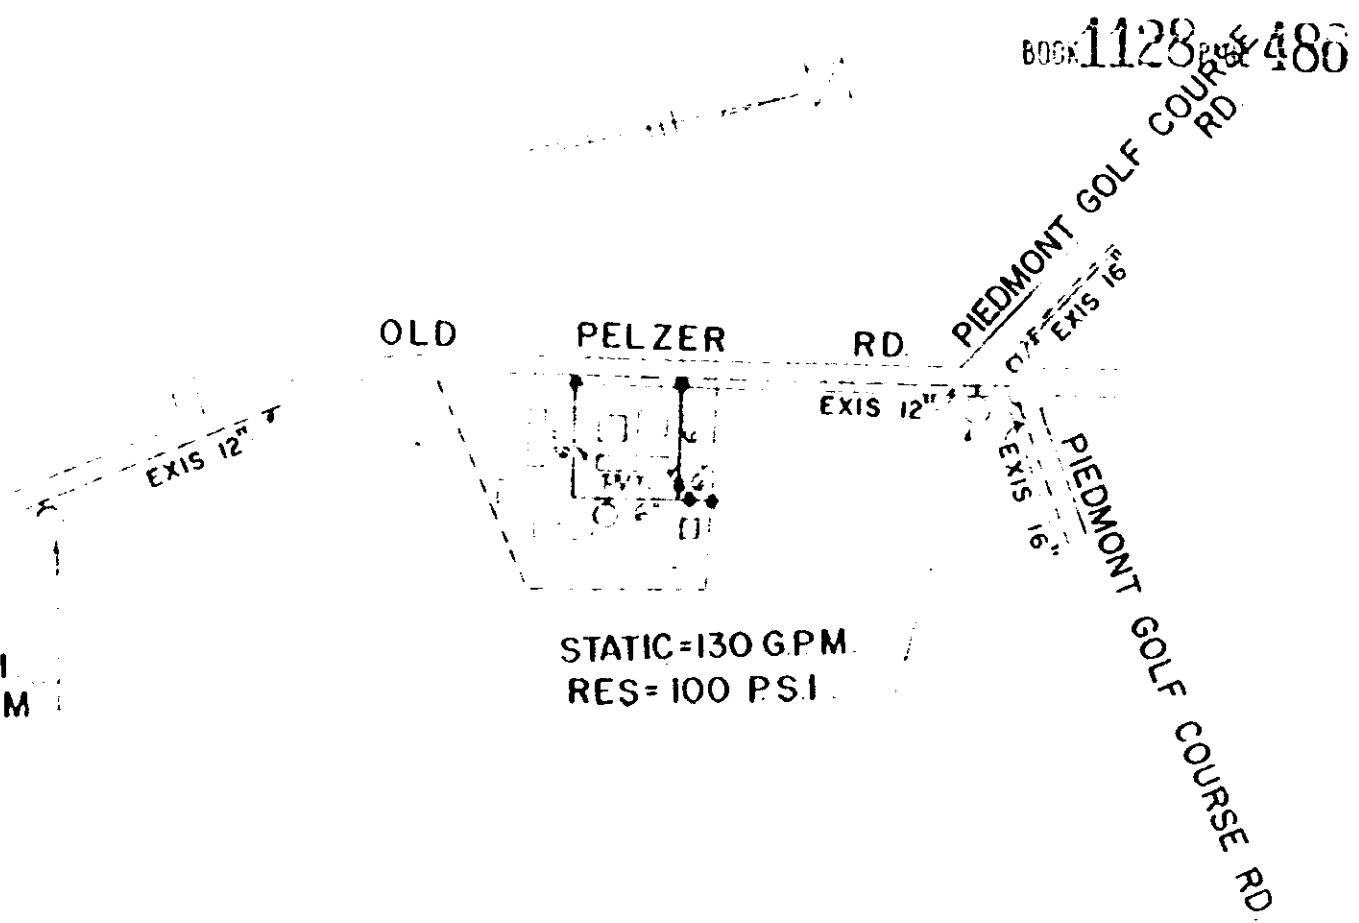 BOOK 1128 PAGE 486
PIEDMONT GOLF COURSE
RD.
EXIS 16"
OLD PELZER RD.
EXIS 12"
EXIS 12"
EXIS 16"
PIEDMONT GOLF COURSE RD.
6"
STATIC=130 G.P.M.
RES=100 P.S.I.
I
M